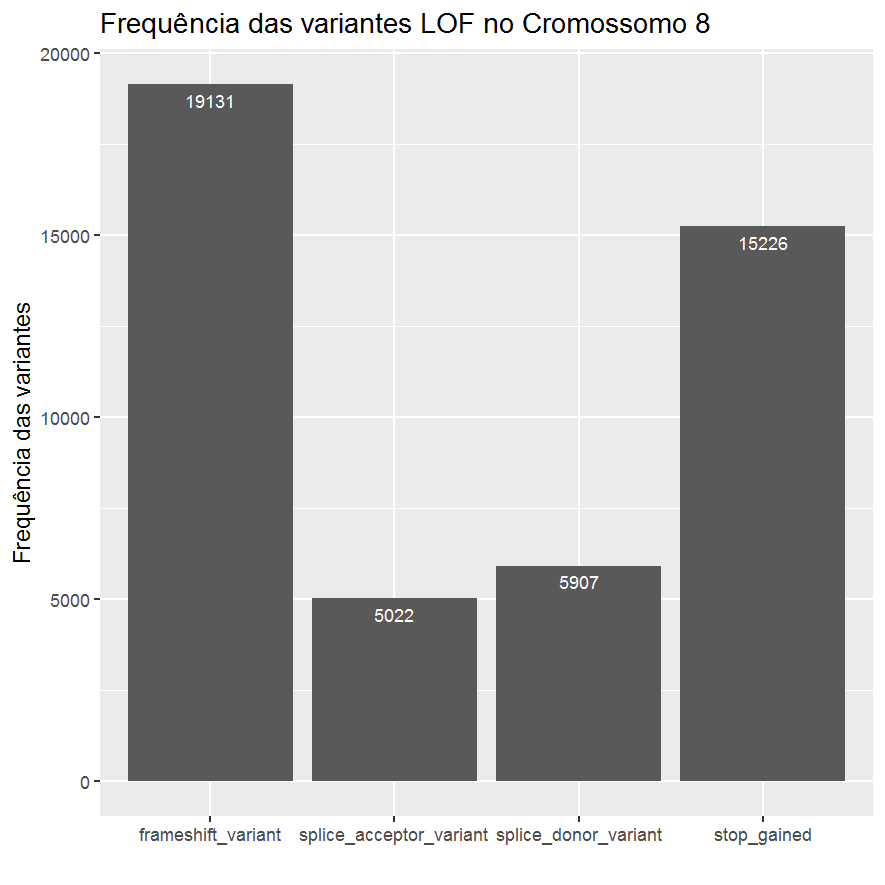 Frequência das variantes LOF no Cromossomo 8
Frequência das variantes
20000
15000
10000
5000
0
19131
5022
5907
15226
frameshift_variant
splice_acceptor_variant
splice_donor_variant
stop_gained